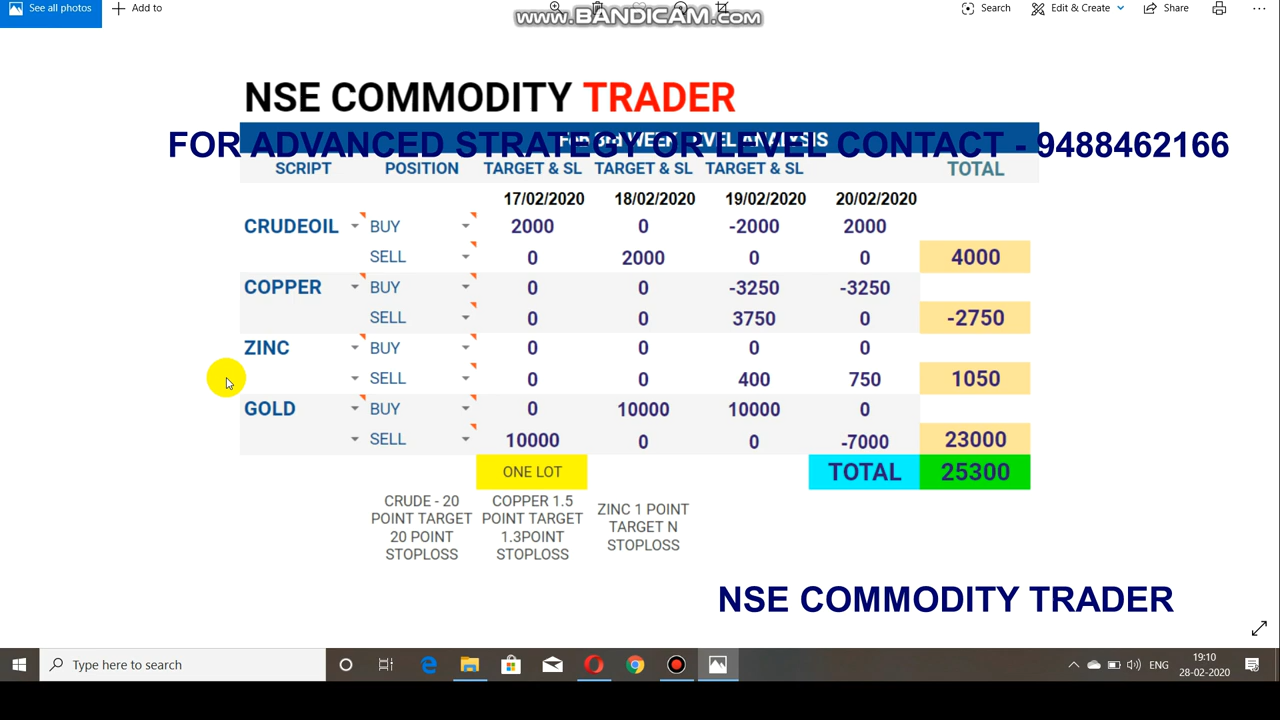 See all photos
Add to
www.BANDICAM.com
Search
Edit & Create
Share
NSE COMMODITY TRADER
FOR ADVANCED STRATEGY OR LEVEL CONTACT - 9488462166
For 3rd WEEK LEVEL ANALYSIS
SCRIPT POSITION TARGET & SL TARGET & SL TARGET & SL TOTAL
17/02/2020 18/02/2020 19/02/2020 20/02/2020
CRUDEOIL BUY 2000 0 -2000 2000
SELL 0 2000 0 0 4000
COPPER BUY 0 0 -3250 -3250
SELL 0 0 3750 0 -2750
ZINC BUY 0 0 0 0
SELL 0 0 400 750 1050
GOLD BUY 0 10000 10000 0
SELL 10000 0 0 -7000 23000
ONE LOT TOTAL 25300
CRUDE - 20
POINT TARGET
20 POINT
STOPLOSS
COPPER 1.5
POINT TARGET
1.3POINT
STOPLOSS
ZINC 1 POINT
TARGET N
STOPLOSS
NSE COMMODITY TRADER
Type here to search
ENG
19:10
28-02-2020